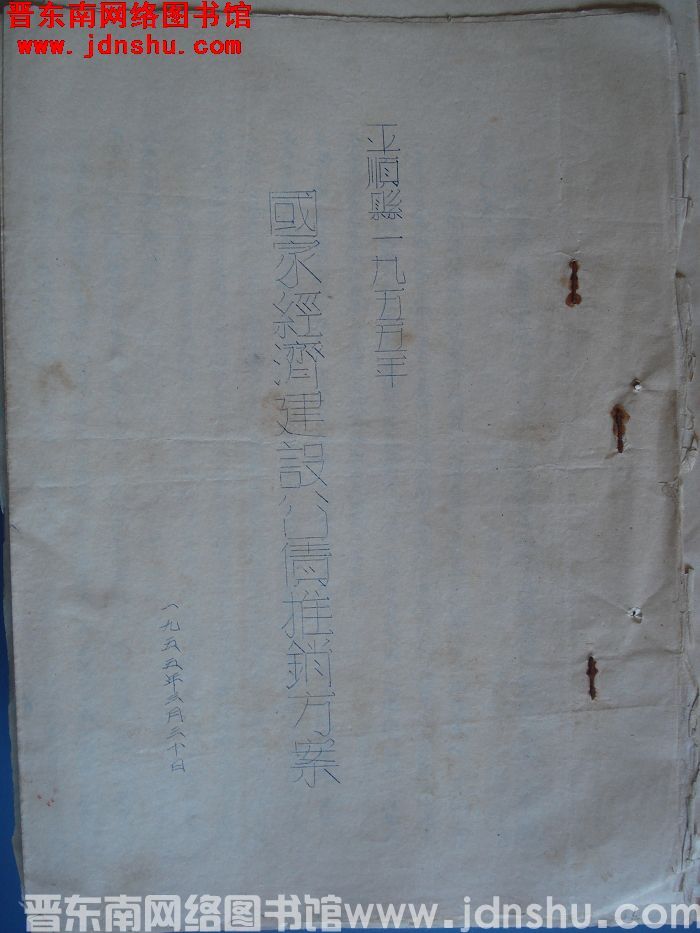 晋东南网络图书馆
www.jdnshu.com
平順縣一九五五年
國家經濟建設公債推銷方案
一九五五年三月三十日
晋东南网络图书馆www.jdnshu.com